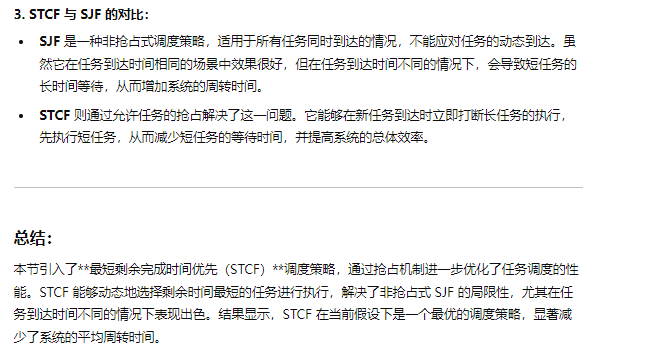 3. STCF 与 SJF 的对比：
• SJF 是一种非抢占式调度策略，适用于所有任务同时到达的情况，不能应对任务的动态到达。虽
然它在任务到达时间相同的场景中效果很好，但在任务到达时间不同的情况下，会导致短任务的
长时间等待，从而增加系统的周转时间。
• STCF 则通过允许任务的抢占解决了这一问题。它能够在新任务到达时立即打断长任务的执行，
先执行短任务，从而减少短任务的等待时间，并提高系统的总体效率。
总结：
本节引入了**最短剩余完成时间优先（STCF）**调度策略，通过抢占机制进一步优化了任务调度的性
能。STCF 能够动态地选择剩余时间最短的任务进行执行，解决了非抢占式 SJF 的局限性，尤其在任
务到达时间不同的情况下表现出色。结果显示，STCF 在当前假设下是一个最优的调度策略，显著减
少了系统的平均周转时间。